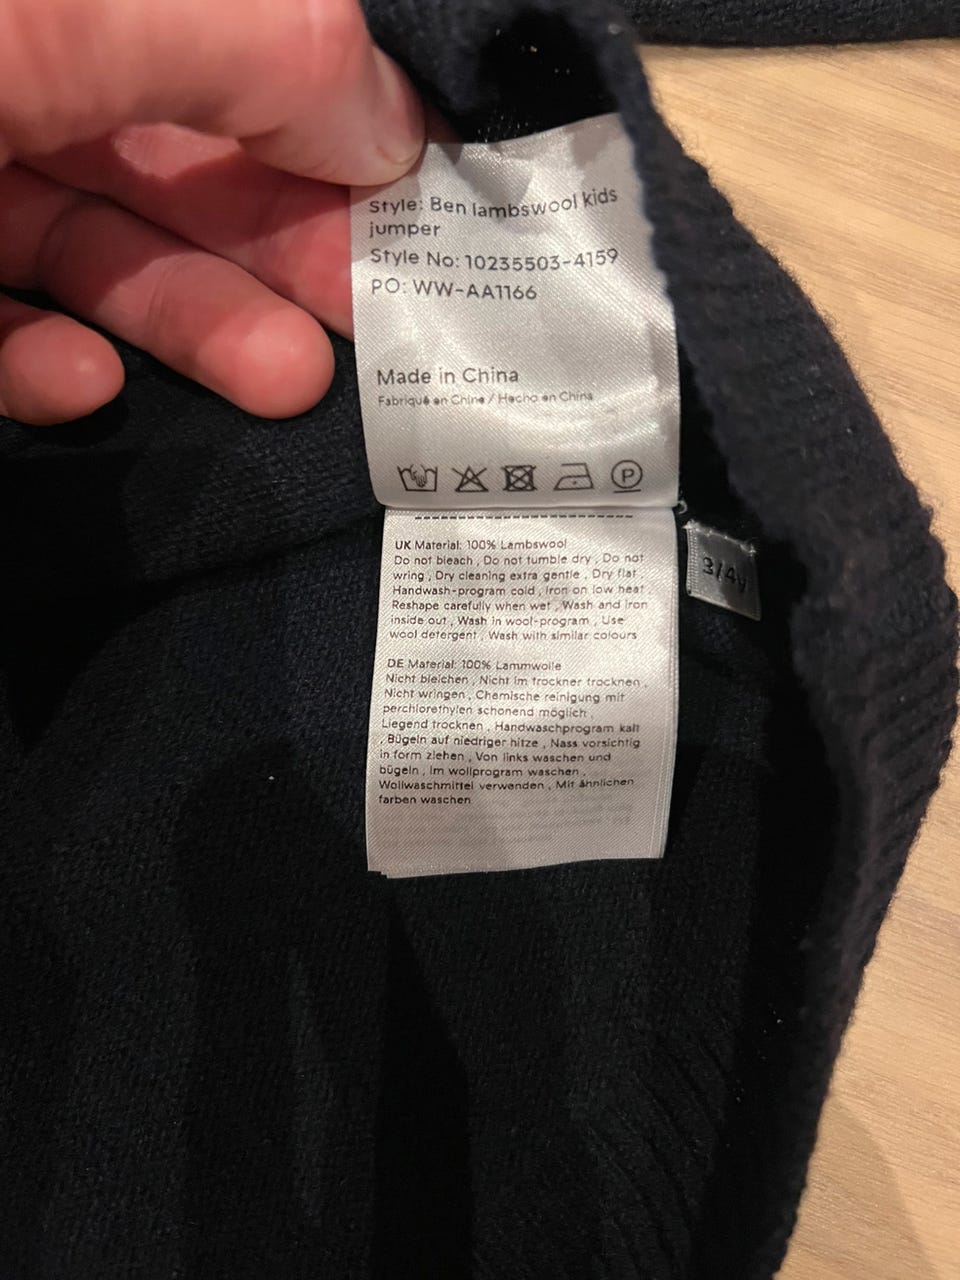 Style: Ben lambswool kids
jumper
Style No: 10235503-4159
PO: WW-AA1166
Made in China
Fabriqué en Chine / Hecho en China
P
UK Material: 100% Lambswool
Do not bleach , Do not tumble dry , Do not
wring , Dry cleaning extra gentle , Dry flat ,
Handwash-program cold , Iron on low heat ,
Reshape carefully when wet , Wash and iron
inside out , Wash in wool-program , Use
wool detergent , Wash with similar colours
DE Material: 100% Lammwolle
Nicht bleichen , Nicht im trockner trocknen ,
Nicht wringen , Chemische reinigung mit
perchlorethylen schonend möglich ,
Liegend trocknen , Handwaschprogram kalt
, Bügeln auf niedriger hitze , Nass vorsichtig
in form ziehen , Von links waschen und
bügeln , Im wollprogram waschen ,
Wollwaschmittel verwenden , Mit ähnlichen
farben waschen
3/4y